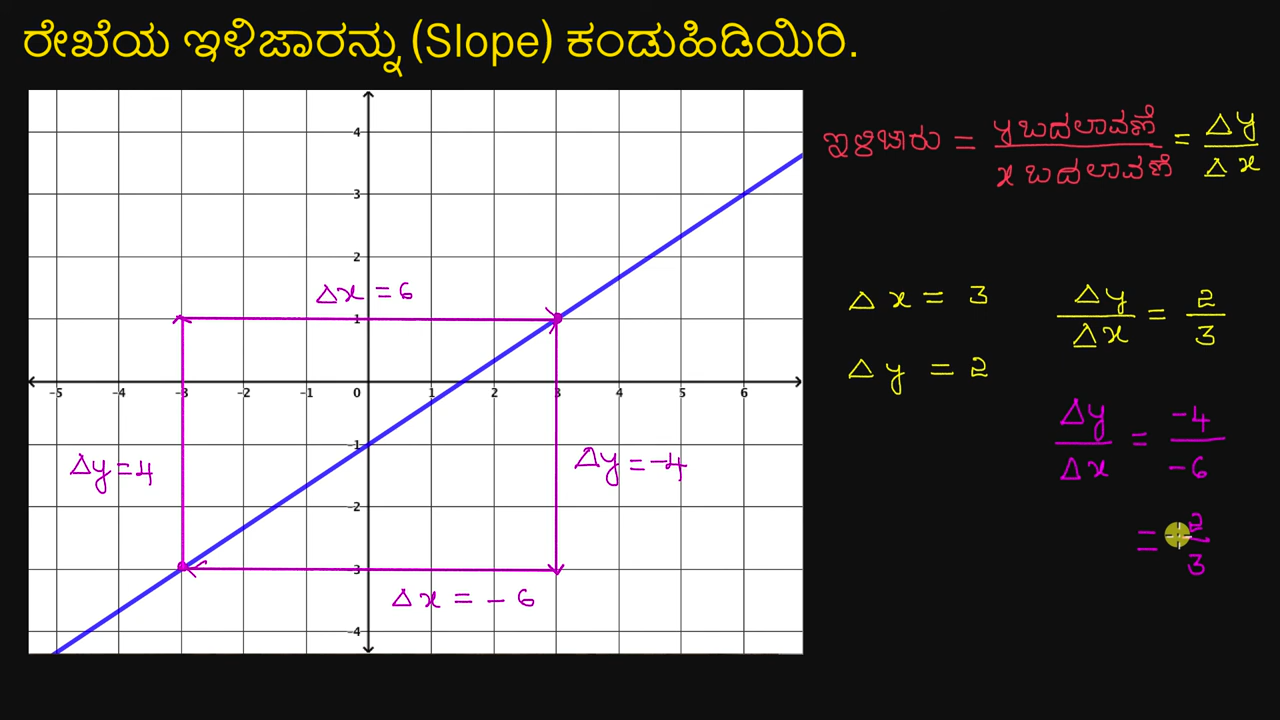 ರೇಖೆಯ ಇಳಿಜಾರನ್ನು (Slope) ಕಂಡುಹಿಡಿಯಿರಿ.
ಇಳಿಜಾರು = y ಬದಲಾವಣೆ / x ಬದಲಾವಣೆ = Δy / Δx
4
3
2
Δx = 6
1
-5 -4 -3 -2 -1 0 1 2 3 4 5 6
-1
Δy = 4
Δy = -4
-2
-3
Δx = - 6
-4
Δx = 3
Δy = 2
Δy / Δx = 2 / 3
Δy / Δx = -4 / -6
= 2 / 3